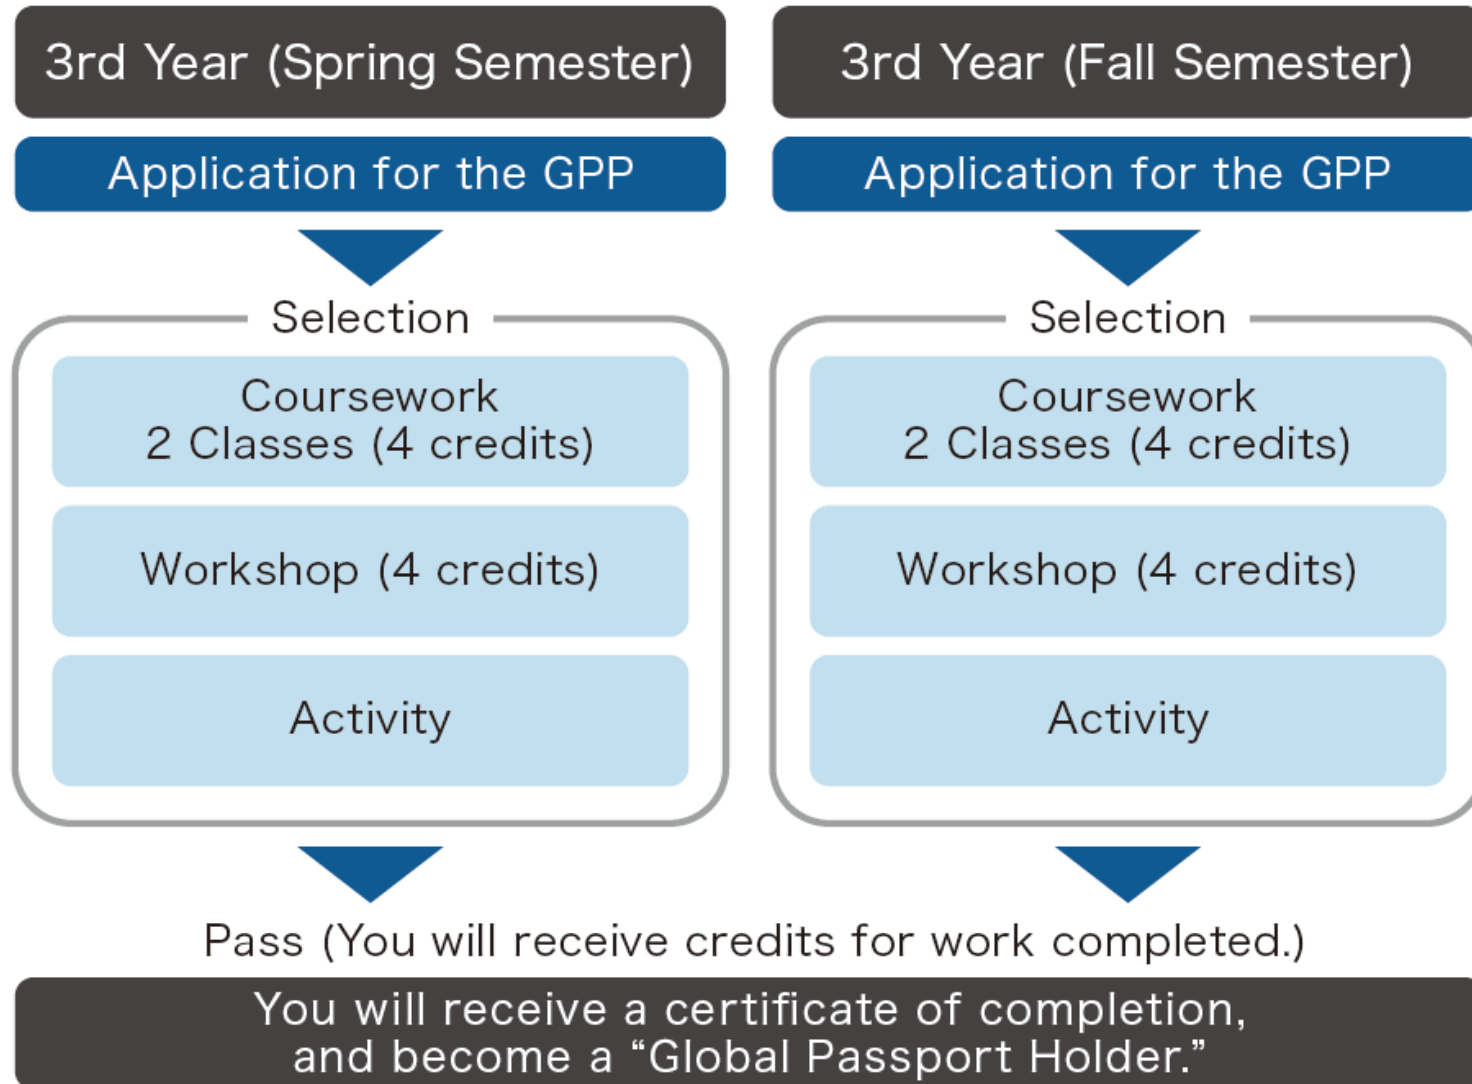 3rd Year (Spring Semester)
Application for the GPP
Selection
Coursework
2 Classes (4 credits)
Workshop (4 credits)
Activity
3rd Year (Fall Semester)
Application for the GPP
Selection
Coursework
2 Classes (4 credits)
Workshop (4 credits)
Activity
Pass (You will receive credits for work completed.)
You will receive a certificate of completion,
and become a “Global Passport Holder.”